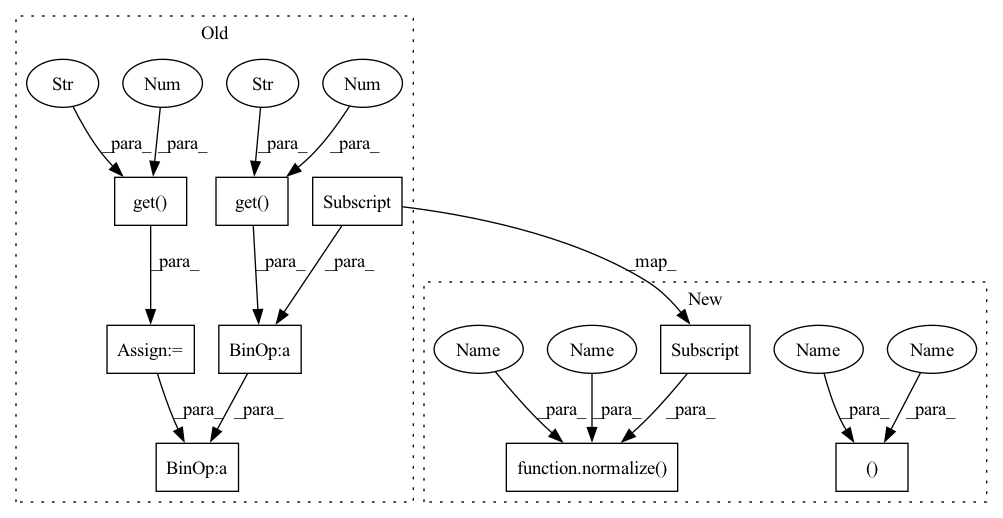 Old
Str
Num
Str
Num
_para_
_para_
_para_
_para_
get()
get()
Subscript
_para_
_para_
_para_
_map_
New
Assign:=
BinOp:a
Name
Name
Subscript
Name
Name
_para_
_para_
_para_
_para_
_para_
_para_
_para_
BinOp:a
function.normalize()
()